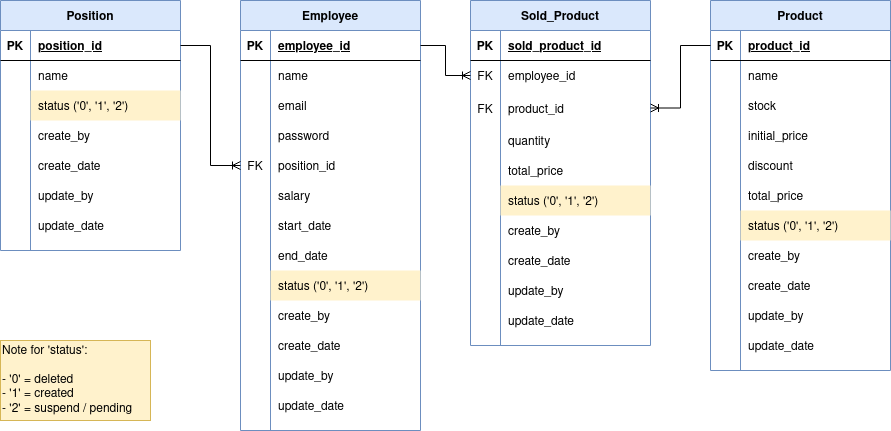 Position
PK position_id
name
status ('0', '1', '2')
create_by
create_date
update_by
update_date
Employee
PK employee_id
name
email
password
FK position_id
salary
start_date
end_date
status ('0', '1', '2')
create_by
create_date
update_by
update_date
Sold_Product
PK sold_product_id
FK employee_id
FK product_id
quantity
total_price
status ('0', '1', '2')
create_by
create_date
update_by
update_date
Product
PK product_id
name
stock
initial_price
discount
total_price
status ('0', '1', '2')
create_by
create_date
update_by
update_date
Note for 'status':
- '0' = deleted
- '1' = created
- '2' = suspend / pending